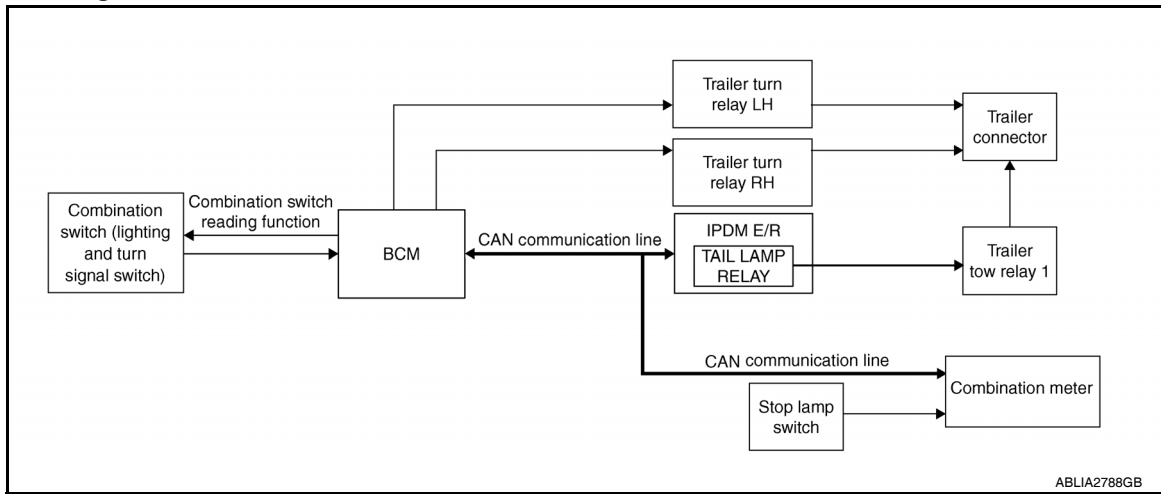 Trailer turn
relay LH
Trailer
connector
Trailer turn
relay RH
Combination
switch (lighting
and turn
signal switch)
Combination switch
reading function
BCM
CAN communication line
IPDM E/R
TAIL LAMP
RELAY
Trailer
tow relay 1
CAN communication line
Combination meter
Stop lamp
switch
ABLIA2788GB